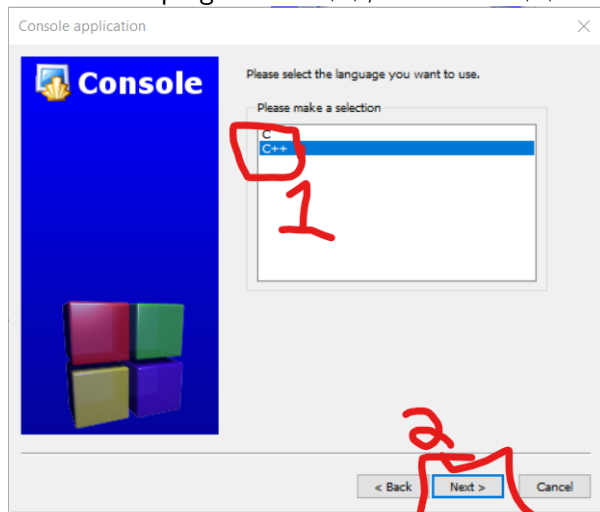 Console application
Console
Please select the language you want to use.
Please make a selection
C
C++
1
2
< Back
Next >
Cancel